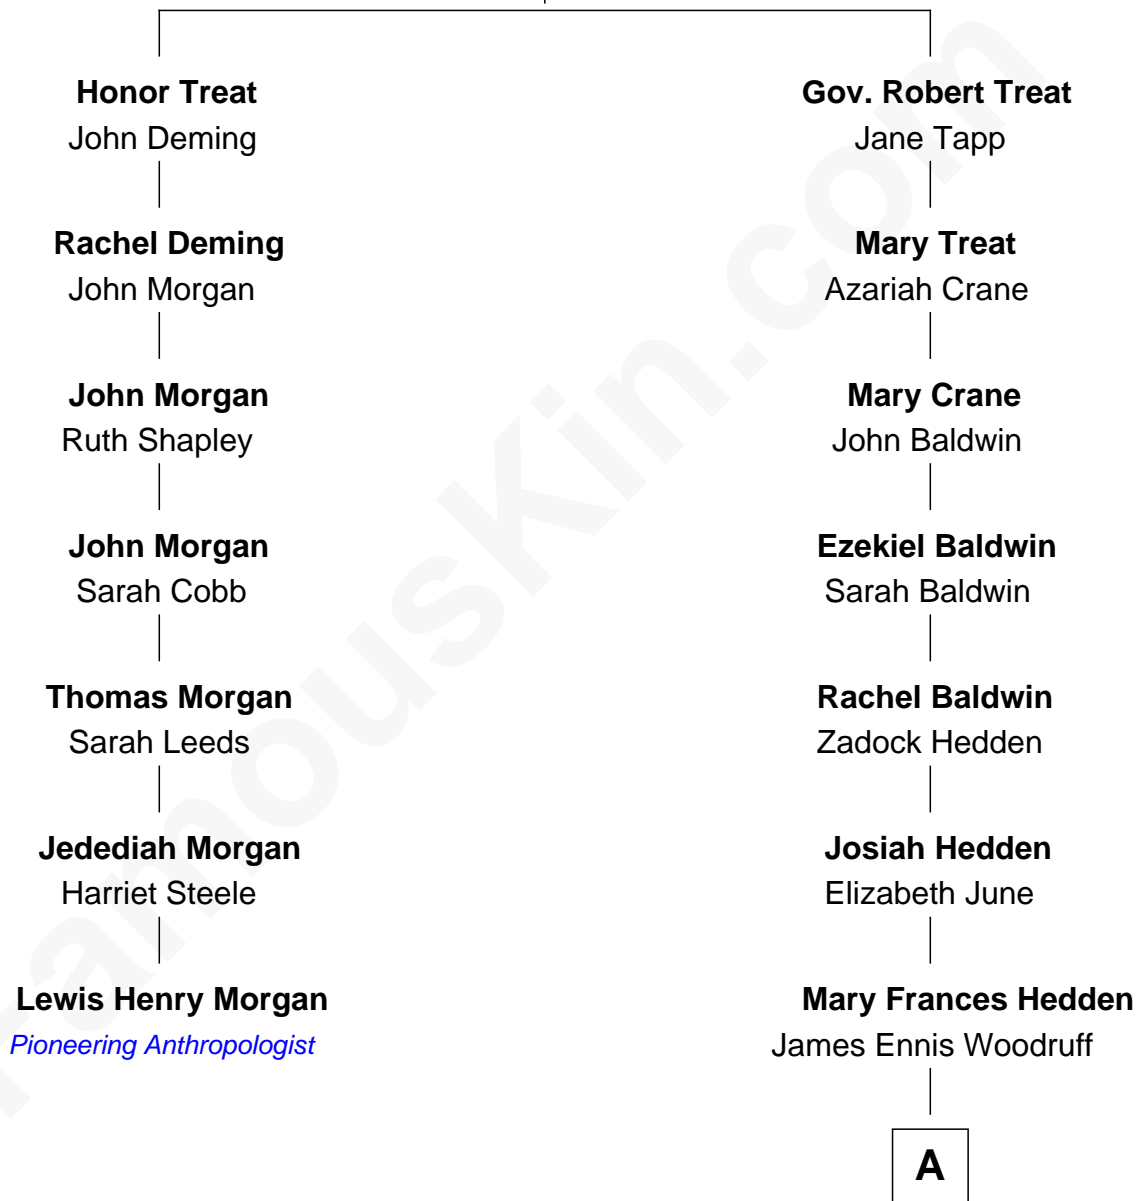 Honor Treat
John Deming
Rachel Deming
John Morgan
John Morgan
Ruth Shapley
John Morgan
Sarah Cobb
Thomas Morgan
Sarah Leeds
Jedediah Morgan
Harriet Steele
Lewis Henry Morgan
Pioneering Anthropologist
Gov. Robert Treat
Jane Tapp
Mary Treat
Azariah Crane
Mary Crane
John Baldwin
Ezekiel Baldwin
Sarah Baldwin
Rachel Baldwin
Zadock Hedden
Josiah Hedden
Elizabeth June
Mary Frances Hedden
James Ennis Woodruff
A
FamousKin.com